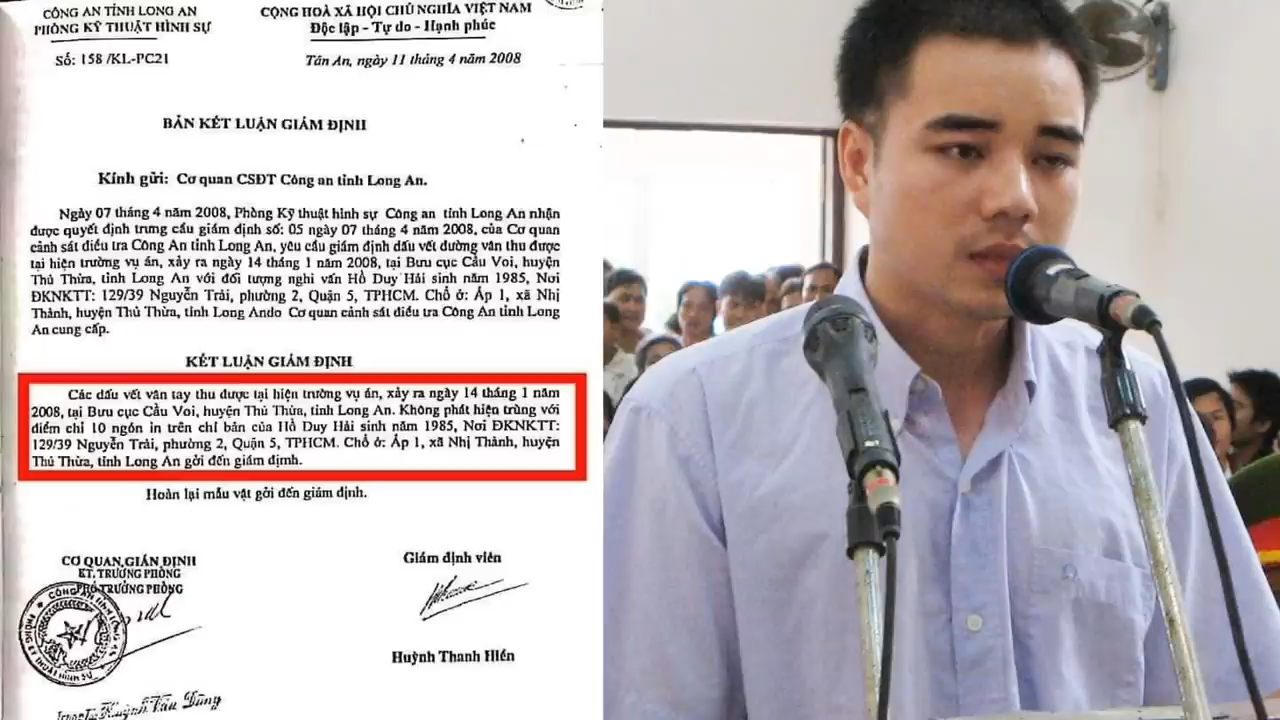 CÔNG AN TỈNH LONG AN
PHÒNG KỸ THUẬT HÌNH SỰ
Số: 158 /KL-PC21
CỘNG HOÀ XÃ HỘI CHỦ NGHĨA VIỆT NAM
Độc lập - Tự do - Hạnh phúc
Tân An, ngày 11 tháng 4 năm 2008
BẢN KẾT LUẬN GIÁM ĐỊNH
Kính gửi: Cơ quan CSĐT Công an tỉnh Long An.
Ngày 07 tháng 4 năm 2008, Phòng Kỹ thuật hình sự Công an tỉnh Long An nhận
được quyết định trưng cầu giám định số: 05 ngày 07 tháng 4 năm 2008, của Cơ quan
cảnh sát điều tra Công An tỉnh Long An, yêu cầu giám định dấu vết đường vân thu được
tại hiện trường vụ án, xảy ra ngày 14 tháng 1 năm 2008, tại Bưu cục Cầu Voi, huyện
Thủ Thừa, tỉnh Long An với đối tượng nghi vấn Hồ Duy Hải sinh năm 1985, Nơi
ĐKNKTT: 129/39 Nguyễn Trãi, phường 2, Quận 5, TPHCM. Chổ ở: Ấp 1, xã Nhị
Thành, huyện Thủ Thừa, tỉnh Long Ando Cơ quan cảnh sát điều tra Công An tỉnh Long
An cung cấp.
KẾT LUẬN GIÁM ĐỊNH
Các dấu vết vân tay thu được tại hiện trường vụ án, xảy ra ngày 14 tháng 1 năm
2008, tại Bưu cục Cầu Voi, huyện Thủ Thừa, tỉnh Long An. Không phát hiện trùng với
điểm chỉ 10 ngón in trên chỉ bản của Hồ Duy Hải sinh năm 1985, Nơi ĐKNKTT:
129/39 Nguyễn Trãi, phường 2, Quận 5, TPHCM. Chổ ở: Ấp 1, xã Nhị Thành, huyện
Thủ Thừa, tỉnh Long An gởi đến giám định.
Hoàn lại mẫu vật gởi đến giám định.
CƠ QUAN GIÁN ĐỊNH
KT. TRƯỞNG PHÒNG
PHÓ TRƯỞNG PHÒNG
Giám định viên
Huỳnh Thanh Hiền
Huỳnh Văn Dũng